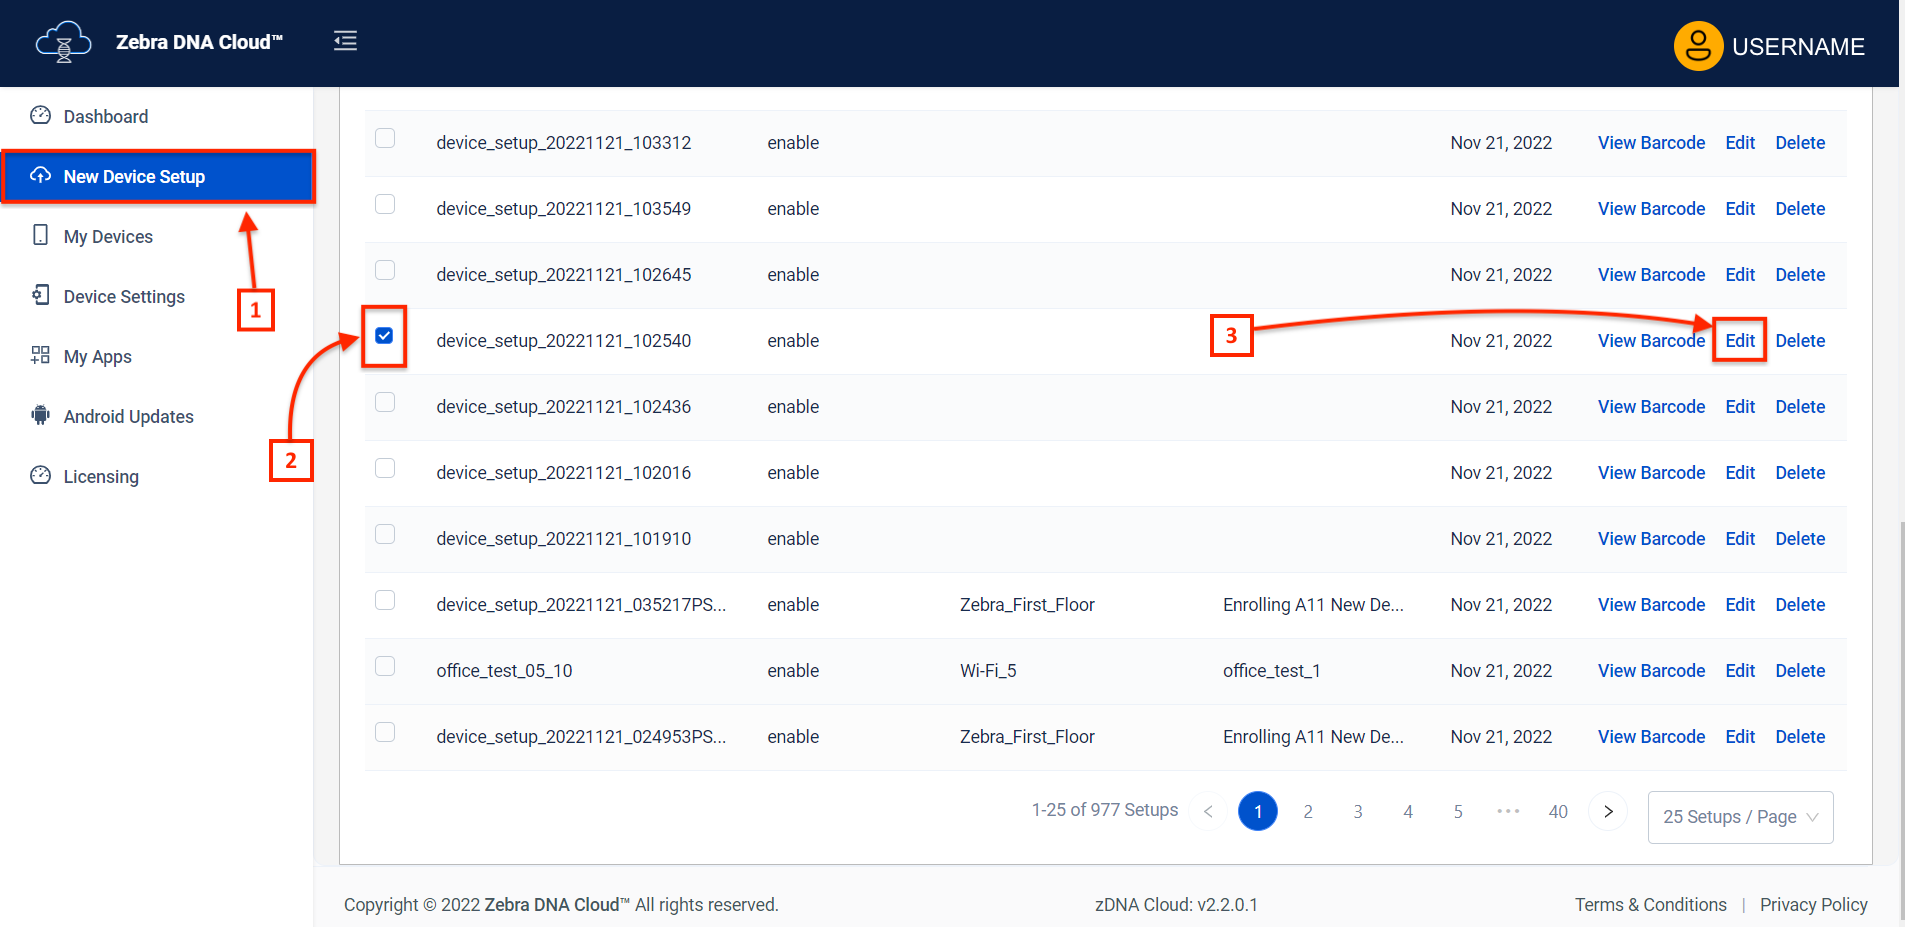 Zebra DNA Cloud™
USERNAME
Dashboard
New Device Setup
My Devices
Device Settings
My Apps
Android Updates
Licensing
1
2
3
device_setup_20221121_103312 enable Nov 21, 2022 View Barcode Edit Delete
device_setup_20221121_103549 enable Nov 21, 2022 View Barcode Edit Delete
device_setup_20221121_102645 enable Nov 21, 2022 View Barcode Edit Delete
device_setup_20221121_102540 enable Nov 21, 2022 View Barcode Edit Delete
device_setup_20221121_102436 enable Nov 21, 2022 View Barcode Edit Delete
device_setup_20221121_102016 enable Nov 21, 2022 View Barcode Edit Delete
device_setup_20221121_101910 enable Nov 21, 2022 View Barcode Edit Delete
device_setup_20221121_035217PS... enable Zebra_First_Floor Enrolling A11 New De... Nov 21, 2022 View Barcode Edit Delete
office_test_05_10 enable Wi-Fi_5 office_test_1 Nov 21, 2022 View Barcode Edit Delete
device_setup_20221121_024953PS... enable Zebra_First_Floor Enrolling A11 New De... Nov 21, 2022 View Barcode Edit Delete
1-25 of 977 Setups < 1 2 3 4 5 ••• 40 > 25 Setups / Page
Copyright © 2022 Zebra DNA Cloud™ All rights reserved. zDNA Cloud: v2.2.0.1 Terms & Conditions | Privacy Policy